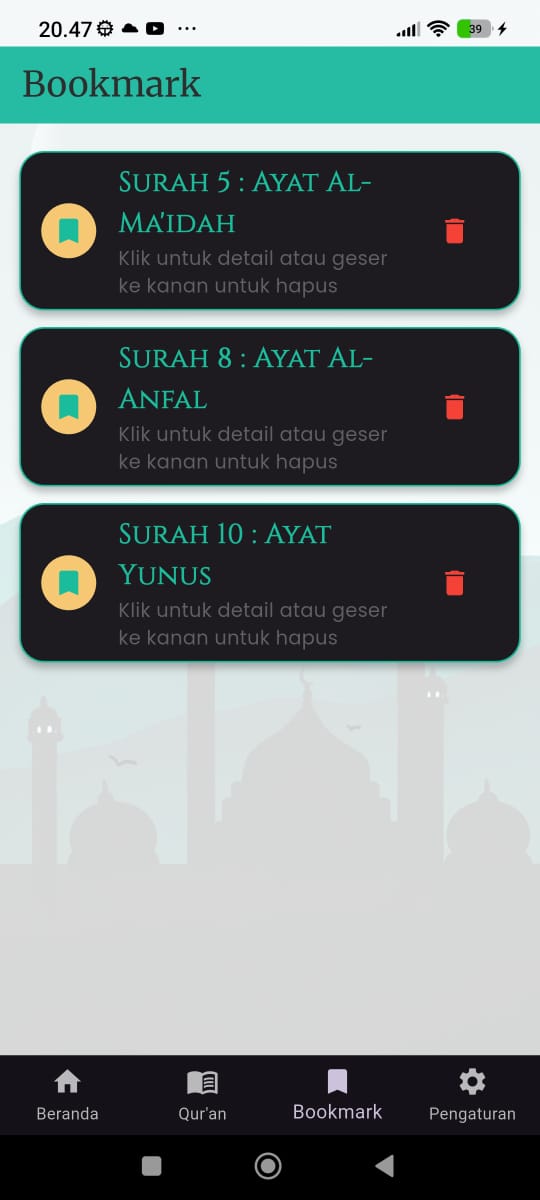 20.47
39
Bookmark
Surah 5 : Ayat Al-
Ma'idah
Klik untuk detail atau geser
ke kanan untuk hapus
Surah 8 : Ayat Al-
Anfal
Klik untuk detail atau geser
ke kanan untuk hapus
Surah 10 : Ayat
Yunus
Klik untuk detail atau geser
ke kanan untuk hapus
Beranda
Qur'an
Bookmark
Pengaturan